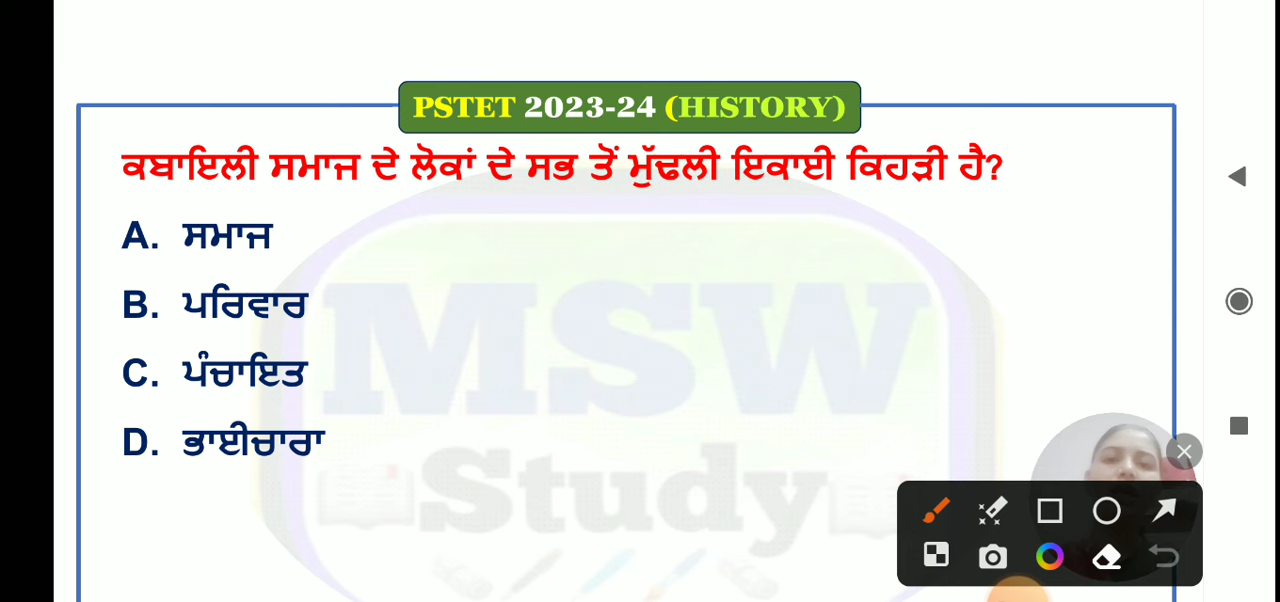 PSTET 2023-24 (HISTORY)
ਕਬਾਇਲੀ ਸਮਾਜ ਦੇ ਲੋਕਾਂ ਦੇ ਸਭ ਤੋਂ ਮੁੱਢਲੀ ਇਕਾਈ ਕਿਹੜੀ ਹੈ?
A. ਸਮਾਜ
B. ਪਰਿਵਾਰ
C. ਪੰਚਾਇਤ
D. ਭਾਈਚਾਰਾ
MSW
Study